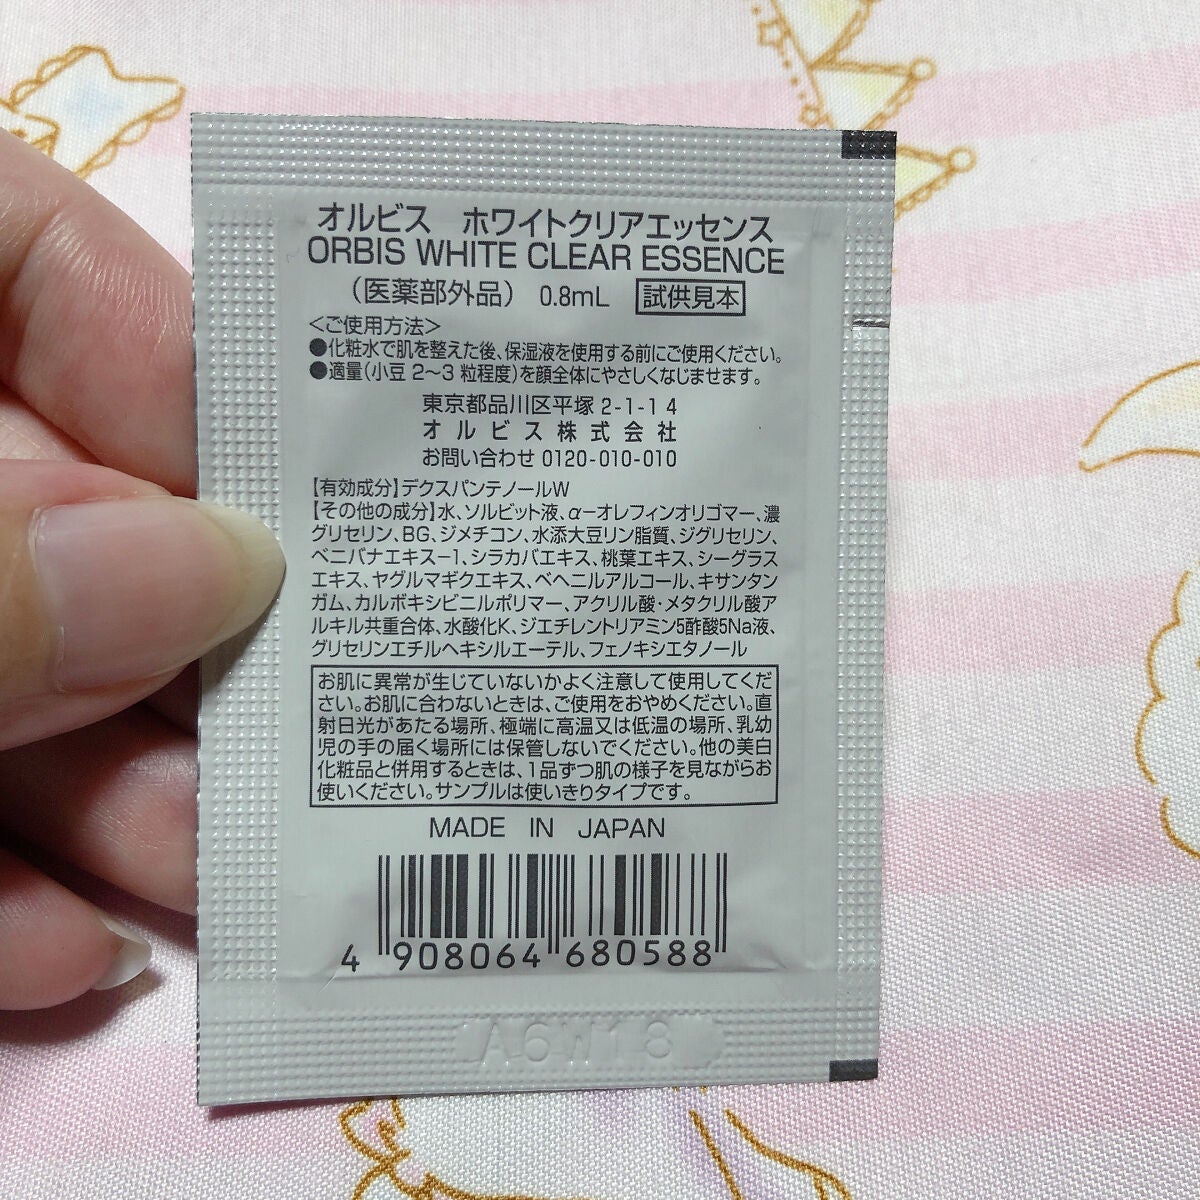 オルビス ホワイトクリアエッセンス
ORBIS WHITE CLEAR ESSENCE
(医薬部外品) 0.8mL 試供見本
<ご使用方法>
●化粧水で肌を整えた後、保湿液を使用する前にご使用ください。
●適量(小豆 2〜3 粒程度)を顔全体にやさしくなじませます。
東京都品川区平塚 2-1-14
オルビス株式会社
お問い合わせ 0120-010-010
【有効成分】デクスパンテノールW
【その他の成分】水、ソルビット液、α-オレフィンオリゴマー、濃
グリセリン、BG、ジメチコン、水添大豆リン脂質、ジグリセリン、
ベニバナエキス-1、シラカバエキス、桃葉エキス、シーグラス
エキス、ヤグルマギクエキス、ベヘニルアルコール、キサンタン
ガム、カルボキシビニルポリマー、アクリル酸・メタクリル酸ア
ルキル共重合体、水酸化K、ジエチレントリアミン5酢酸5Na液、
グリセリンエチルヘキシルエーテル、フェノキシエタノール
お肌に異常が生じていないかよく注意して使用してくだ
さい。お肌に合わないときは、ご使用をおやめください。直
射日光があたる場所、極端に高温又は低温の場所、乳幼
児の手の届く場所には保管しないでください。他の美白
化粧品と併用するときは、1品ずつ肌の様子を見ながらお
使いください。サンプルは使いきりタイプです。
MADE IN JAPAN
4 908064 680588
A6W18